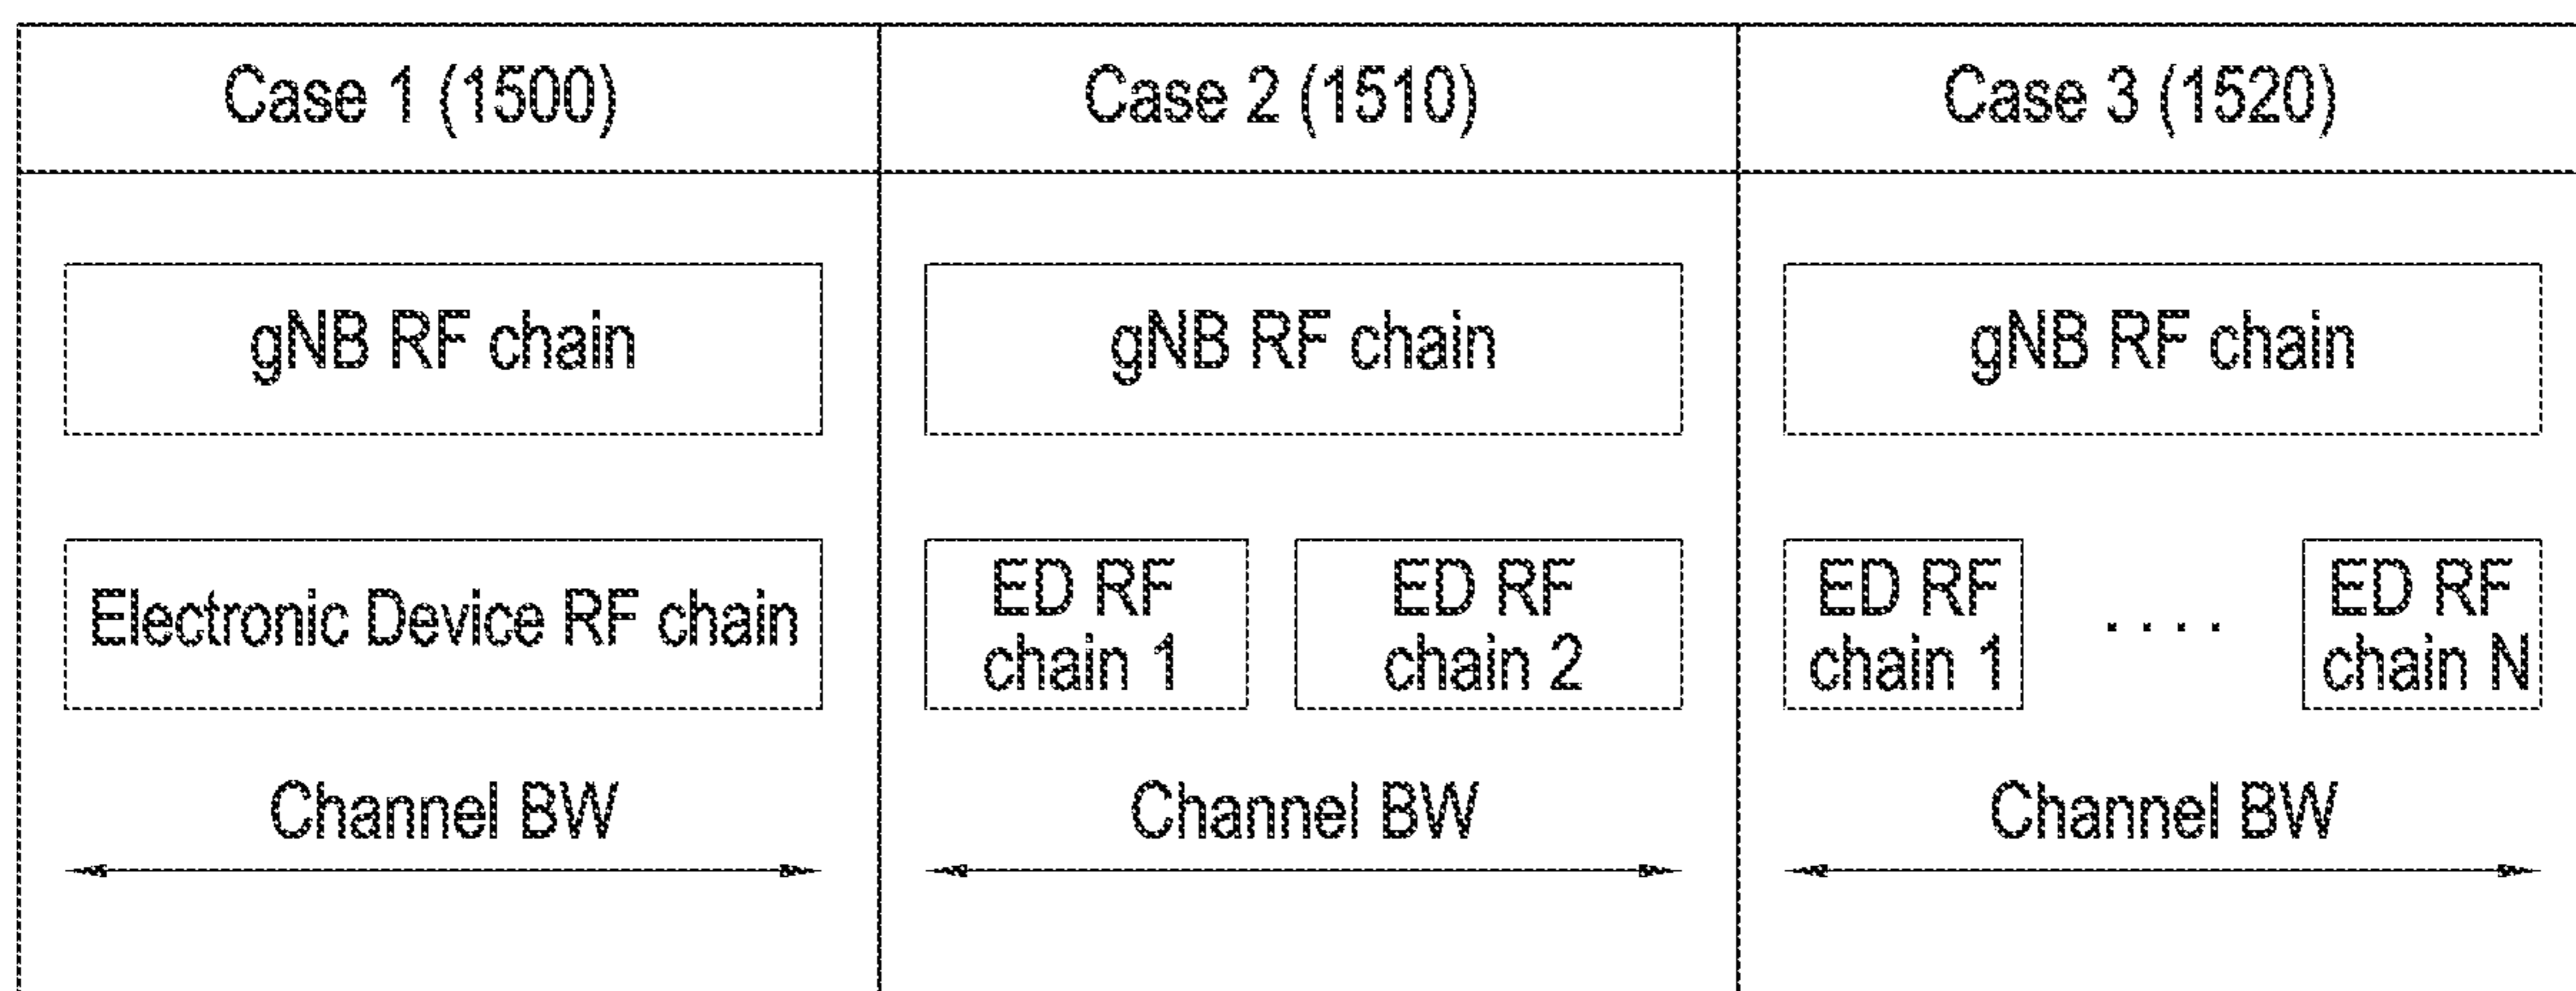 Case 1 (1500)
Case 2 (1510)
Case 3 (1520)
gNB RF chain
gNB RF chain
gNB RF chain
Electronic Device RF chain
ED RF
chain 1
ED RF
chain 2
ED RF
chain 1
. . . .
ED RF
chain N
Channel BW
Channel BW
Channel BW